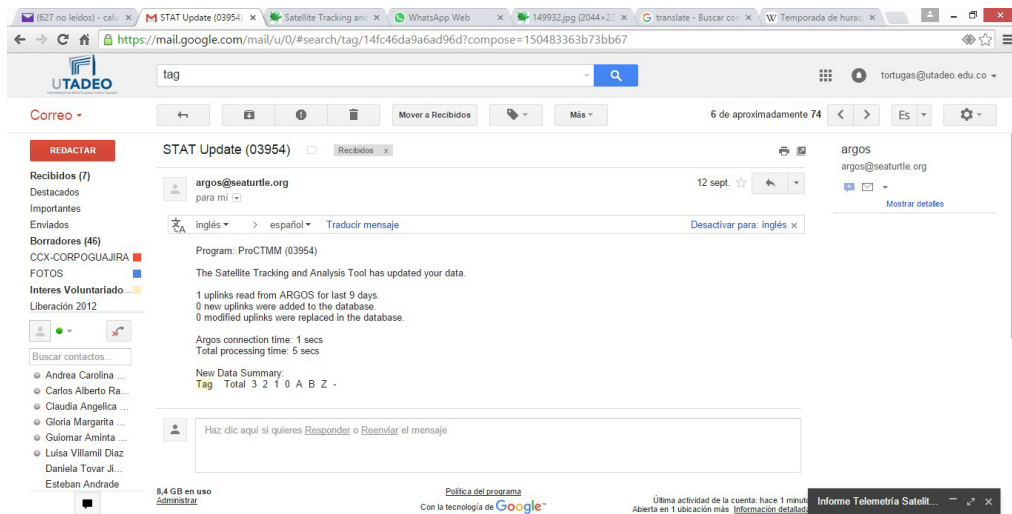 (627 no leídos) - calu
STAT Update (03954)
Satellite Tracking and
WhatsApp Web
149932.jpg (2044×22
translate - Buscar con
Temporada de hurac
https://mail.google.com/mail/u/0/#search/tag/14fc46da9a6ad96d?compose=150483363b73bb67
UTADEO
tag
tortugas@utadeo.edu.co
Correo
Mover a Recibidos
Más
6 de aproximadamente 74
Es
REDACTAR
Recibidos (7)
Destacados
Importantes
Enviados
Borradores (46)
CCX-CORPOGUAJIRA
FOTOS
Interes Voluntariado...
Liberación 2012
Buscar contactos...
Andrea Carolina ...
Carlos Alberto Ra...
Claudia Angelica ...
Gloria Margarita ...
Guiomar Aminta ...
Luisa Villamil Diaz
Daniela Tovar Ji...
Esteban Andrade
STAT Update (03954)
Recibidos x
argos@seaturtle.org
12 sept.
para mí
inglés > español Traducir mensaje
Desactivar para: inglés x
Program: ProCTMM (03954)
The Satellite Tracking and Analysis Tool has updated your data.
1 uplinks read from ARGOS for last 9 days.
0 new uplinks were added to the database.
0 modified uplinks were replaced in the database.
Argos connection time: 1 secs
Total processing time: 5 secs
New Data Summary:
Tag Total 3 2 1 0 A B Z -
Haz clic aquí si quieres Responder o Reenviar el mensaje
8,4 GB en uso
Administrar
Política del programa
Con la tecnología de Google™
Última actividad de la cuenta: hace 1 minuto
Abierta en 1 ubicación más Información detallada
argos
argos@seaturtle.org
Mostrar detalles
Informe Telemetría Satelit...